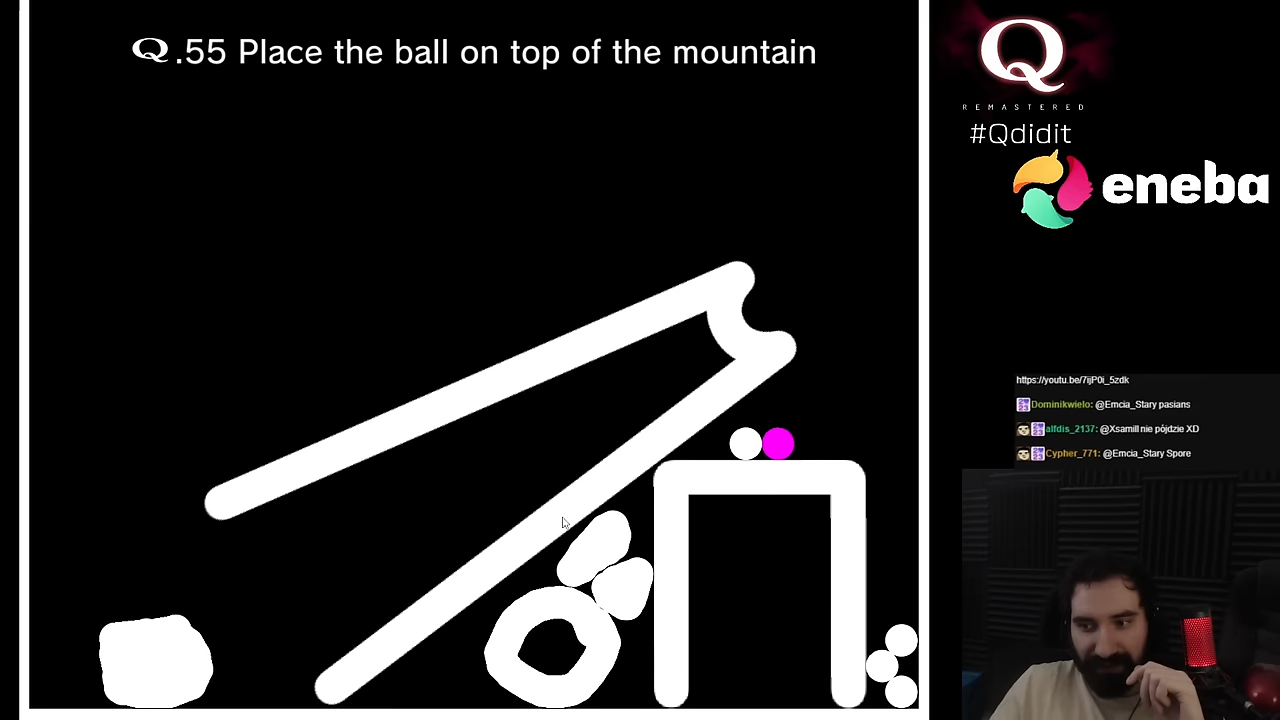 Q.55 Place the ball on top of the mountain
Q
REMASTERED
#Qdidit
eneba
https://youtu.be/7ijP0i_5zdk
Dominikwielo: @Emcia_Stary pasians
alfdis_2137: @Xsamill nie pójdzie XD
Cypher_771: @Emcia_Stary Spore